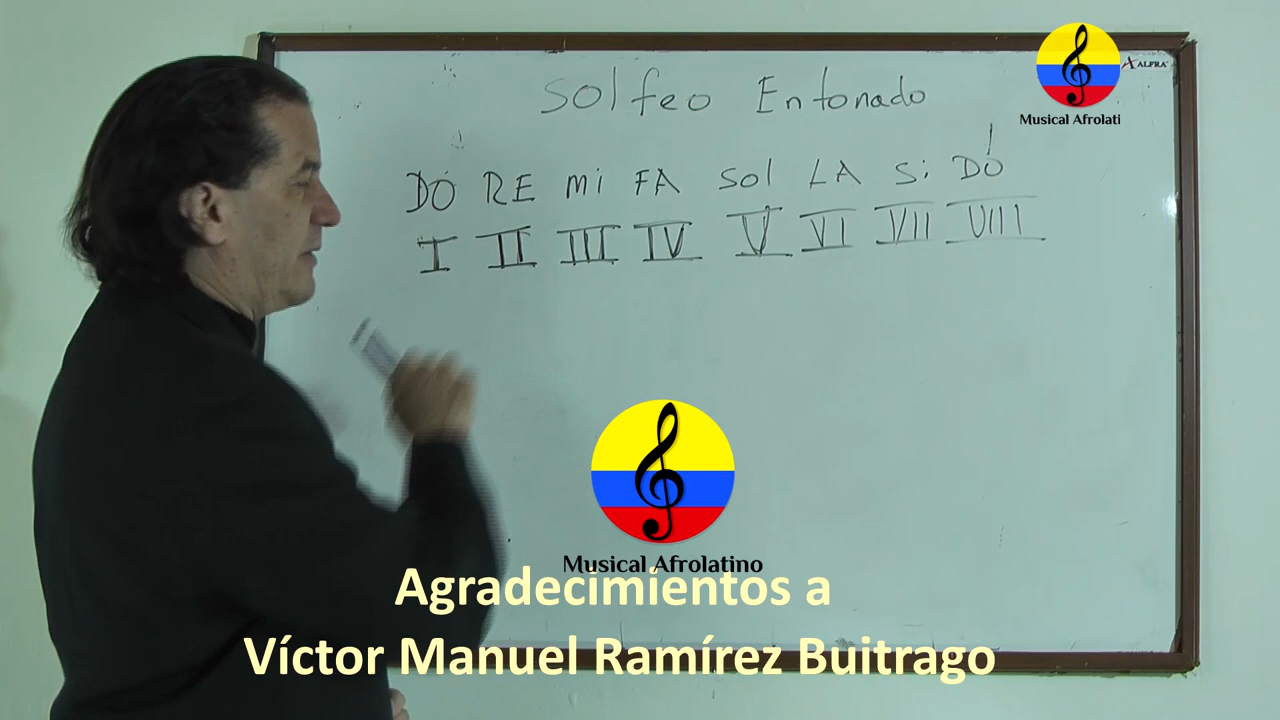 Solfeo Entonado
ALFRA
Musical Afrolati
DO RE Mi FA Sol LA Si DO
I II III IV V VI VII VIII
Musical Afrolatino
Agradecimientos a
Víctor Manuel Ramírez Buitrago